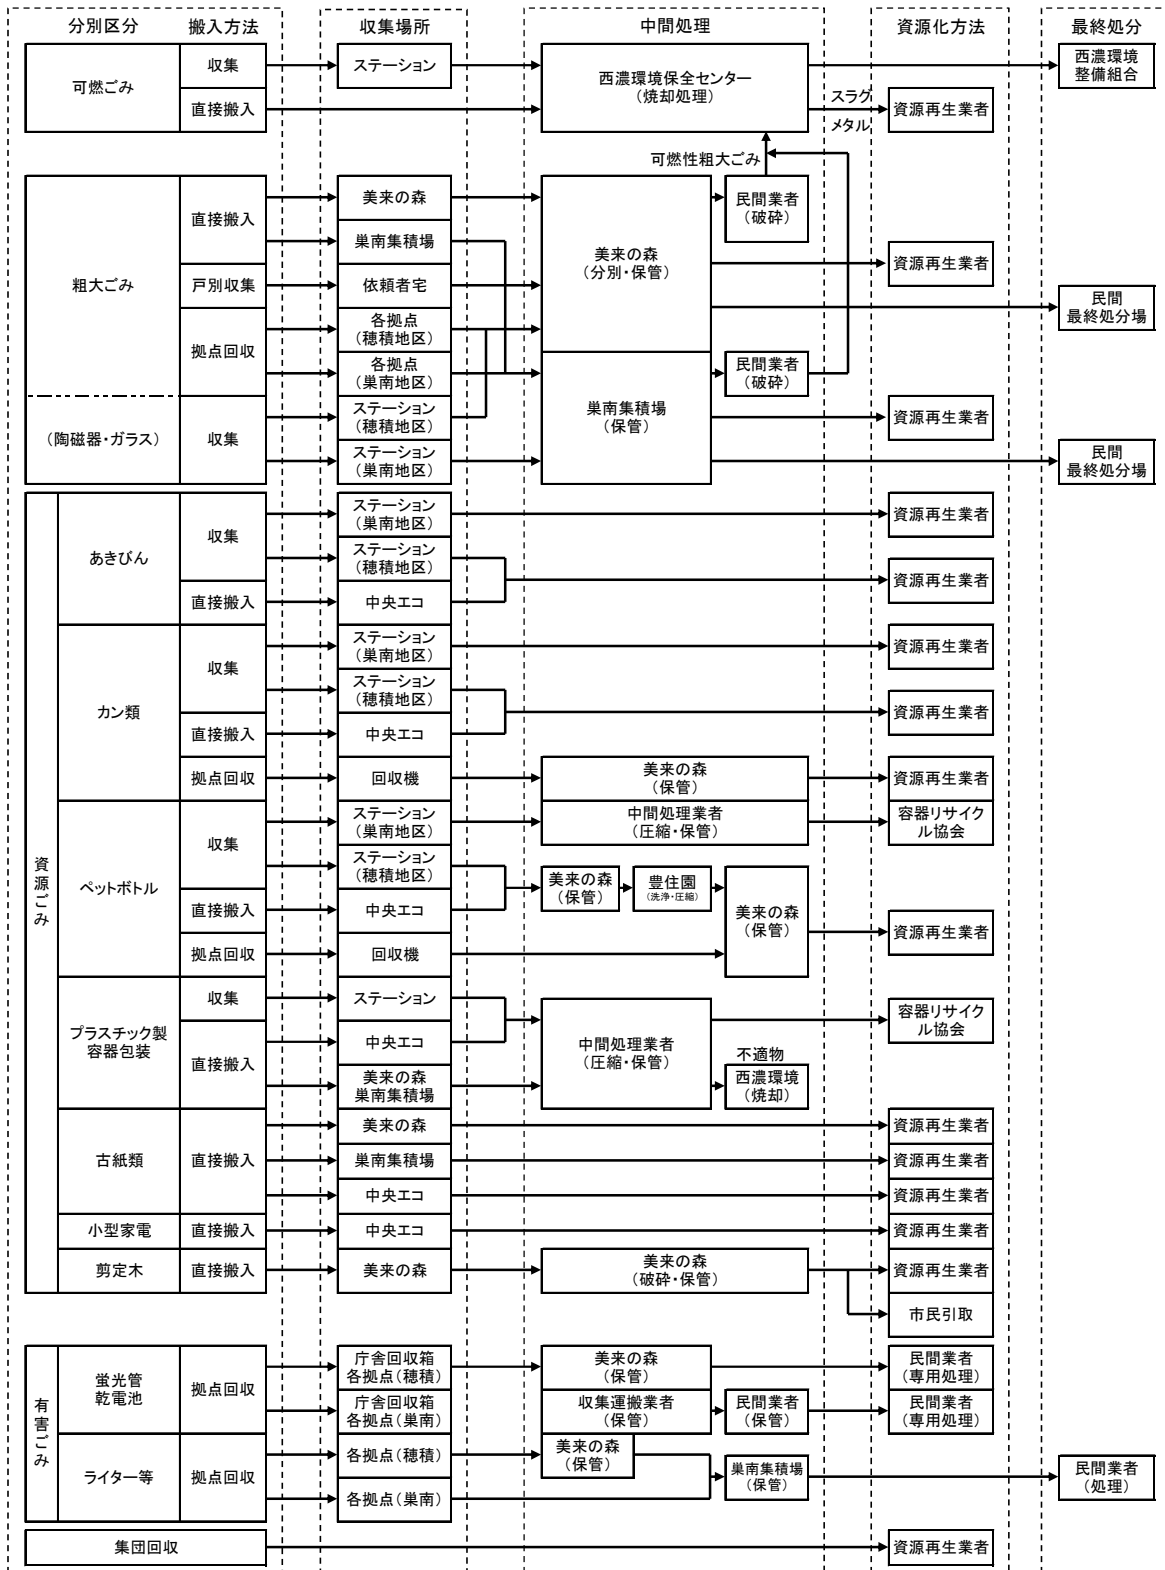 分別区分 搬入方法 収集場所 中間処理 資源化方法 最終処分
可燃ごみ
収集
ステーション
西濃環境保全センター
(焼却処理)
西濃環境
整備組合
直接搬入
スラグ
メタル
資源再生業者
可燃性粗大ごみ
粗大ごみ
直接搬入
美来の森
美来の森
(分別・保管)
民間業者
(破砕)
巣南集積場
資源再生業者
戸別収集
依頼者宅
民間
最終処分場
拠点回収
各拠点
(穂積地区)
各拠点
(巣南地区)
巣南集積場
(保管)
民間業者
(破砕)
(陶磁器・ガラス)
収集
ステーション
(穂積地区)
資源再生業者
ステーション
(巣南地区)
民間
最終処分場
資源ごみ
あきびん
収集
ステーション
(巣南地区)
資源再生業者
ステーション
(穂積地区)
資源再生業者
直接搬入
中央エコ
カン類
収集
ステーション
(巣南地区)
資源再生業者
ステーション
(穂積地区)
資源再生業者
直接搬入
中央エコ
拠点回収
回収機
美来の森
(保管)
資源再生業者
ペットボトル
収集
ステーション
(巣南地区)
中間処理業者
(圧縮・保管)
容器リサイク
ル協会
ステーション
(穂積地区)
美来の森
(保管)
豊住園
(洗浄・圧縮)
美来の森
(保管)
資源再生業者
直接搬入
中央エコ
拠点回収
回収機
プラスチック製
容器包装
収集
ステーション
中間処理業者
(圧縮・保管)
容器リサイク
ル協会
直接搬入
中央エコ
不適物
西濃環境
(焼却)
美来の森
巣南集積場
古紙類
直接搬入
美来の森
資源再生業者
巣南集積場
資源再生業者
中央エコ
資源再生業者
小型家電
直接搬入
中央エコ
資源再生業者
剪定木
直接搬入
美来の森
美来の森
(破砕・保管)
資源再生業者
市民引取
有害ごみ
蛍光管
乾電池
拠点回収
庁舎回収箱
各拠点(穂積)
美来の森
(保管)
民間業者
(専用処理)
庁舎回収箱
各拠点(巣南)
収集運搬業者
(保管)
民間業者
(保管)
民間業者
(専用処理)
ライター等
拠点回収
各拠点(穂積)
美来の森
(保管)
巣南集積場
(保管)
民間業者
(処理)
各拠点(巣南)
集団回収
資源再生業者